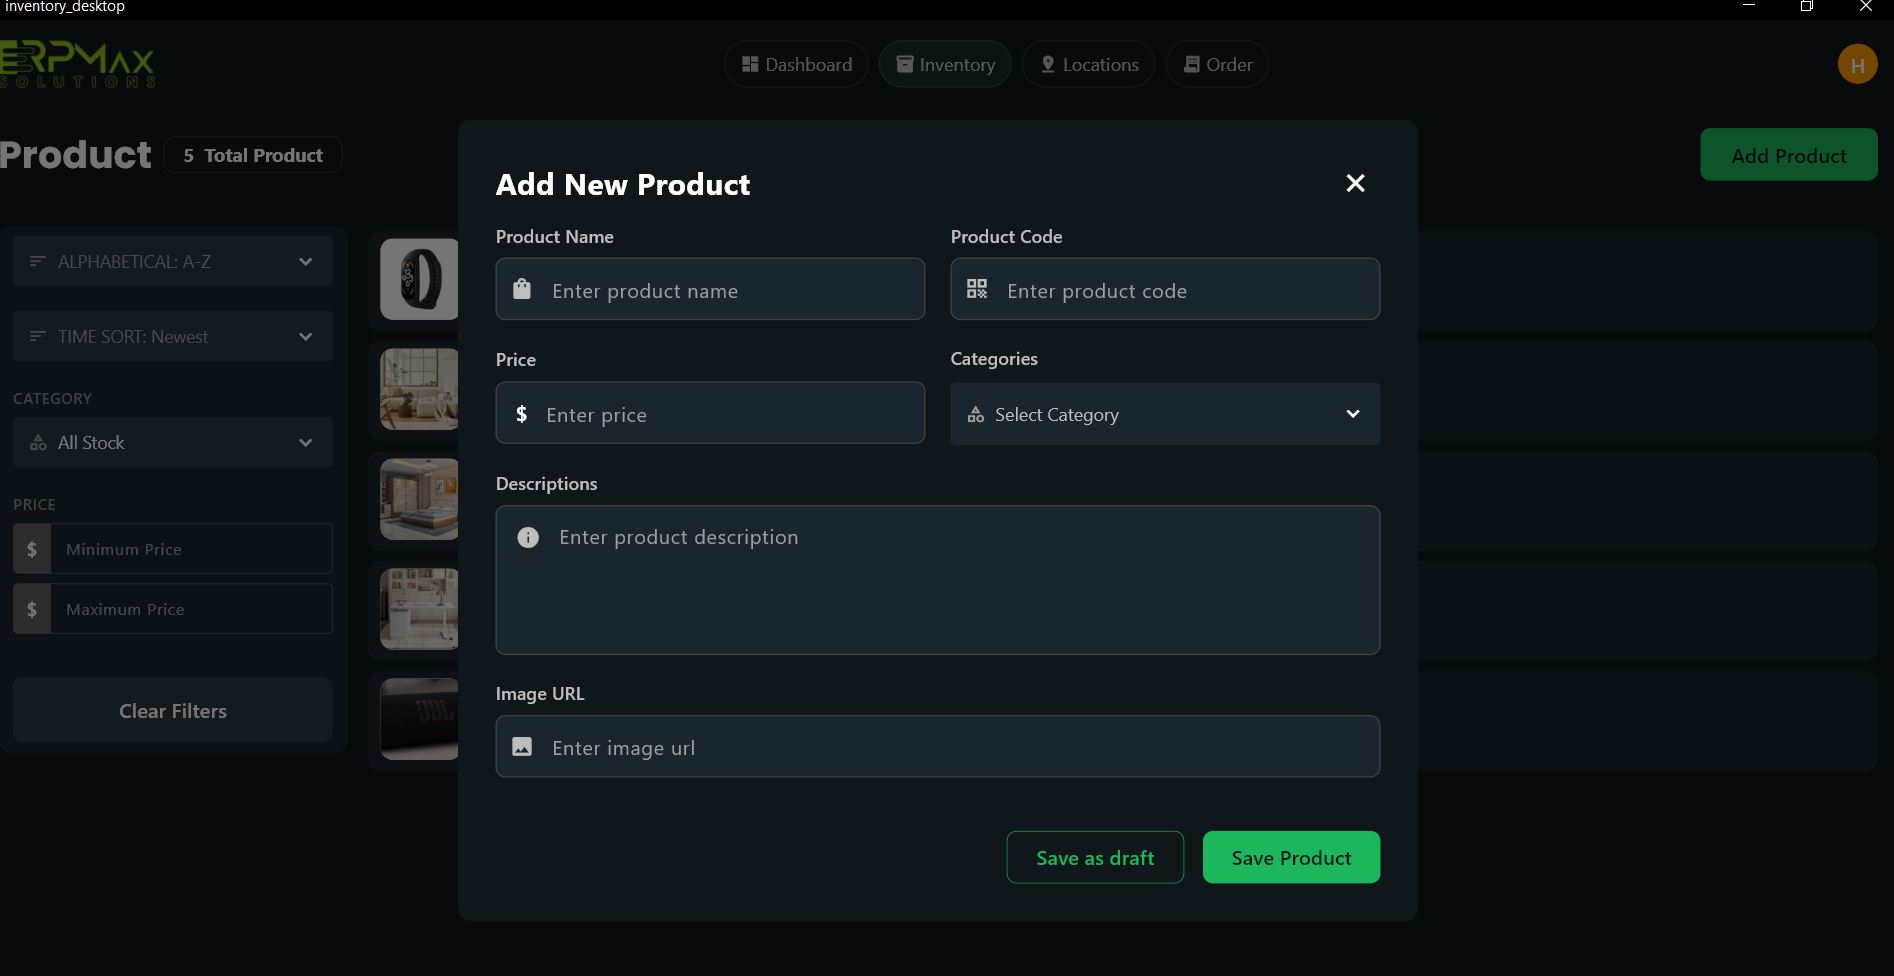 inventory_desktop
ERPMAX
SOLUTIONS
Dashboard
Inventory
Locations
Order
H
Product
5 Total Product
Add Product
ALPHABETICAL: A-Z
TIME SORT: Newest
CATEGORY
All Stock
PRICE
$ Minimum Price
$ Maximum Price
Clear Filters
JBL
Add New Product
Product Name
Product Code
Enter product name
Enter product code
Price
Categories
$ Enter price
Select Category
Descriptions
Enter product description
Image URL
Enter image url
Save as draft
Save Product